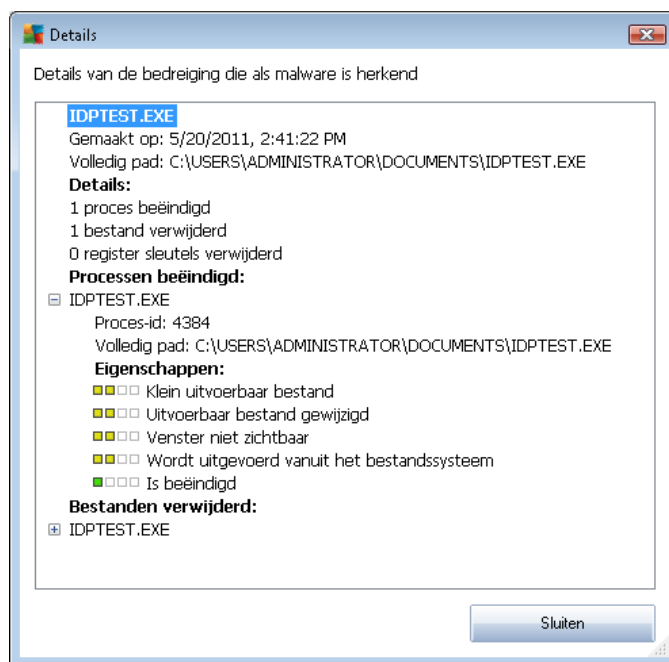 Details
Details van de bedreiging die als malware is herkend
IDPTEST.EXE
Gemaakt op: 5/20/2011, 2:41:22 PM
Volledig pad: C:\USERS\ADMINISTRATOR\DOCUMENTS\IDPTEST.EXE
Details:
1 proces beëindigd
1 bestand verwijderd
0 register sleutels verwijderd
Processen beëindigd:
IDPTEST.EXE
Proces-id: 4384
Volledig pad: C:\USERS\ADMINISTRATOR\DOCUMENTS\IDPTEST.EXE
Eigenschappen:
Klein uitvoerbaar bestand
Uitvoerbaar bestand gewijzigd
Venster niet zichtbaar
Wordt uitgevoerd vanuit het bestandssysteem
Is beëindigd
Bestanden verwijderd:
IDPTEST.EXE
Sluiten